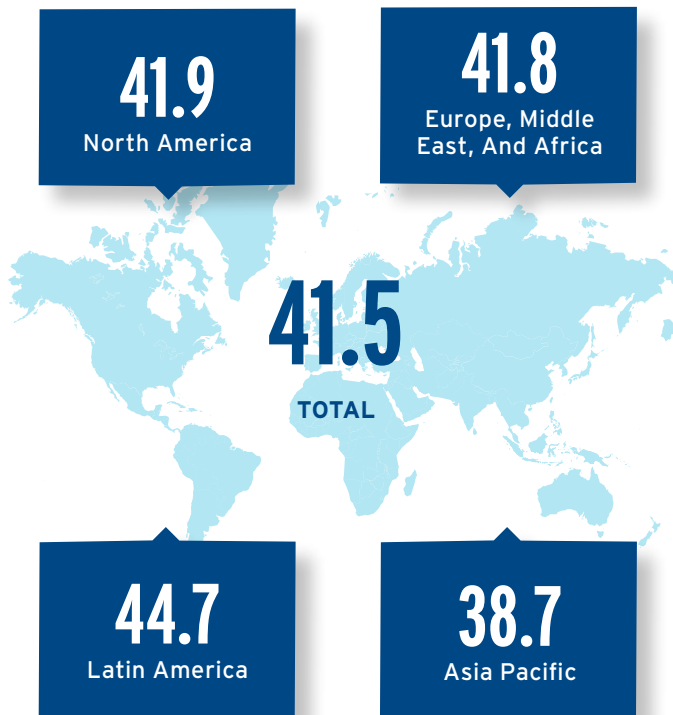 41.9
North America
41.8
Europe, Middle
East, And Africa
41.5
TOTAL
44.7
Latin America
38.7
Asia Pacific